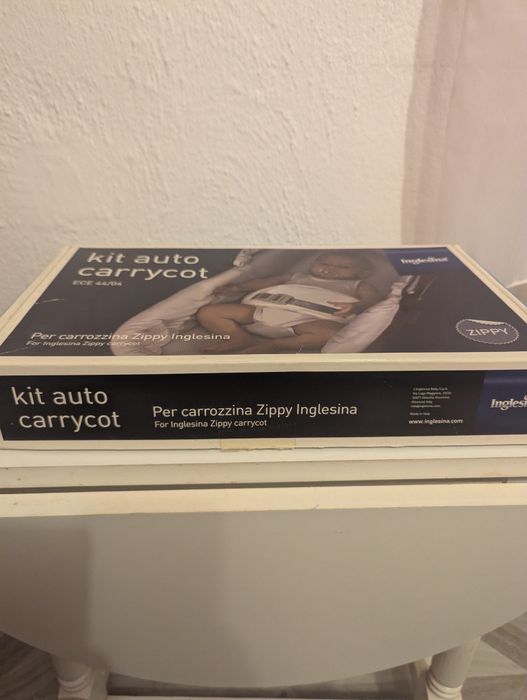 kit auto
carrycot
ECE 44/04
Inglesina
Per carrozzina Zippy Inglesina
For Inglesina Zippy carrycot
ZIPPY
kit auto
carrycot
Per carrozzina Zippy Inglesina
For Inglesina Zippy carrycot
Made in Italy
www.inglesina.com